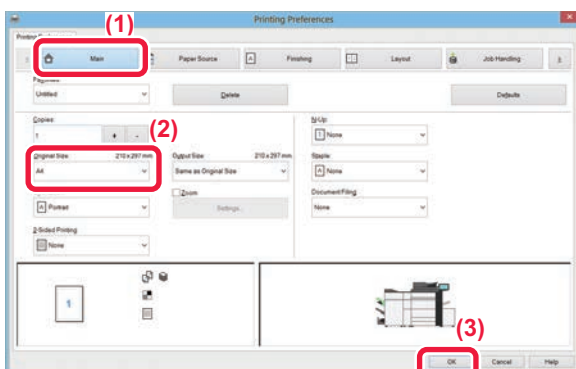 (1)
Printing Preferences
Main
Paper Source
Finishing
Layout
Job Handling
Untitled
Delete
Defaults
Copies
1
+
-
(2)
N-Up
None
Original Size
210 x 297 mm
Output Size
210 x 297 mm
Staple
A4
Same as Original Size
None
Zoom
Document Filing
Portrait
Settings...
None
2-Sided Printing
None
1
(3)
OK
Cancel
Help